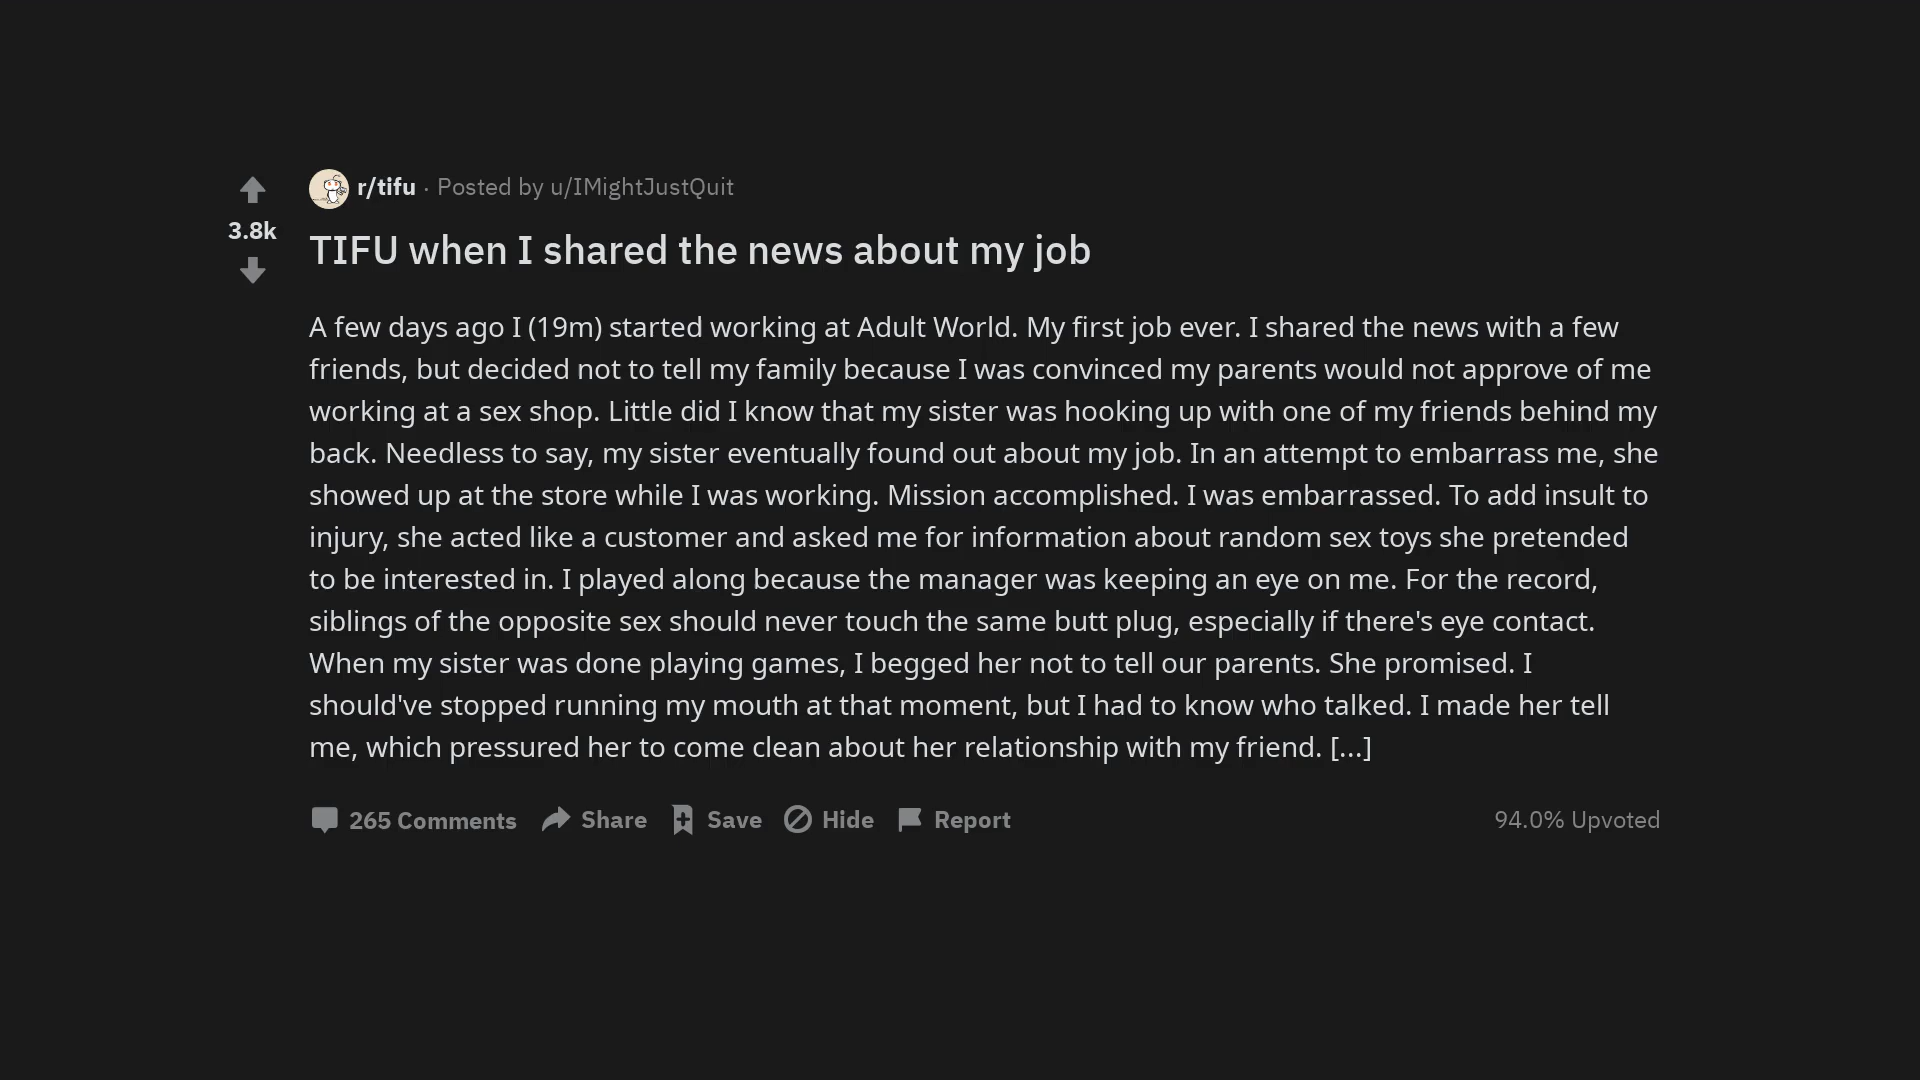 r/tifu · Posted by u/IMightJustQuit
3.8k
TIFU when I shared the news about my job
A few days ago I (19m) started working at Adult World. My first job ever. I shared the news with a few
friends, but decided not to tell my family because I was convinced my parents would not approve of me
working at a sex shop. Little did I know that my sister was hooking up with one of my friends behind my
back. Needless to say, my sister eventually found out about my job. In an attempt to embarrass me, she
showed up at the store while I was working. Mission accomplished. I was embarrassed. To add insult to
injury, she acted like a customer and asked me for information about random sex toys she pretended
to be interested in. I played along because the manager was keeping an eye on me. For the record,
siblings of the opposite sex should never touch the same butt plug, especially if there's eye contact.
When my sister was done playing games, I begged her not to tell our parents. She promised. I
should've stopped running my mouth at that moment, but I had to know who talked. I made her tell
me, which pressured her to come clean about her relationship with my friend. [...]
265 Comments Share Save Hide Report 94.0% Upvoted